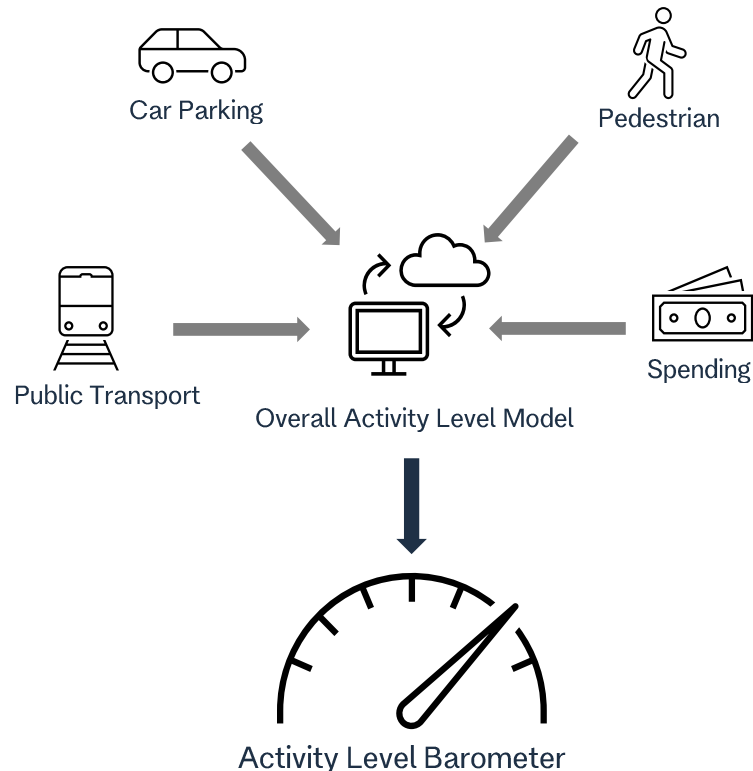 Car Parking
Pedestrian
Public Transport
Spending
Overall Activity Level Model
Activity Level Barometer